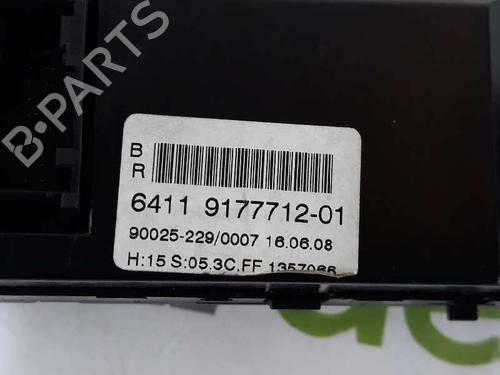 B·PARTS
B
R
6411 9177712-01
90025-229/0007 16.06.08
H:15 S:05.3C.FF 1357066